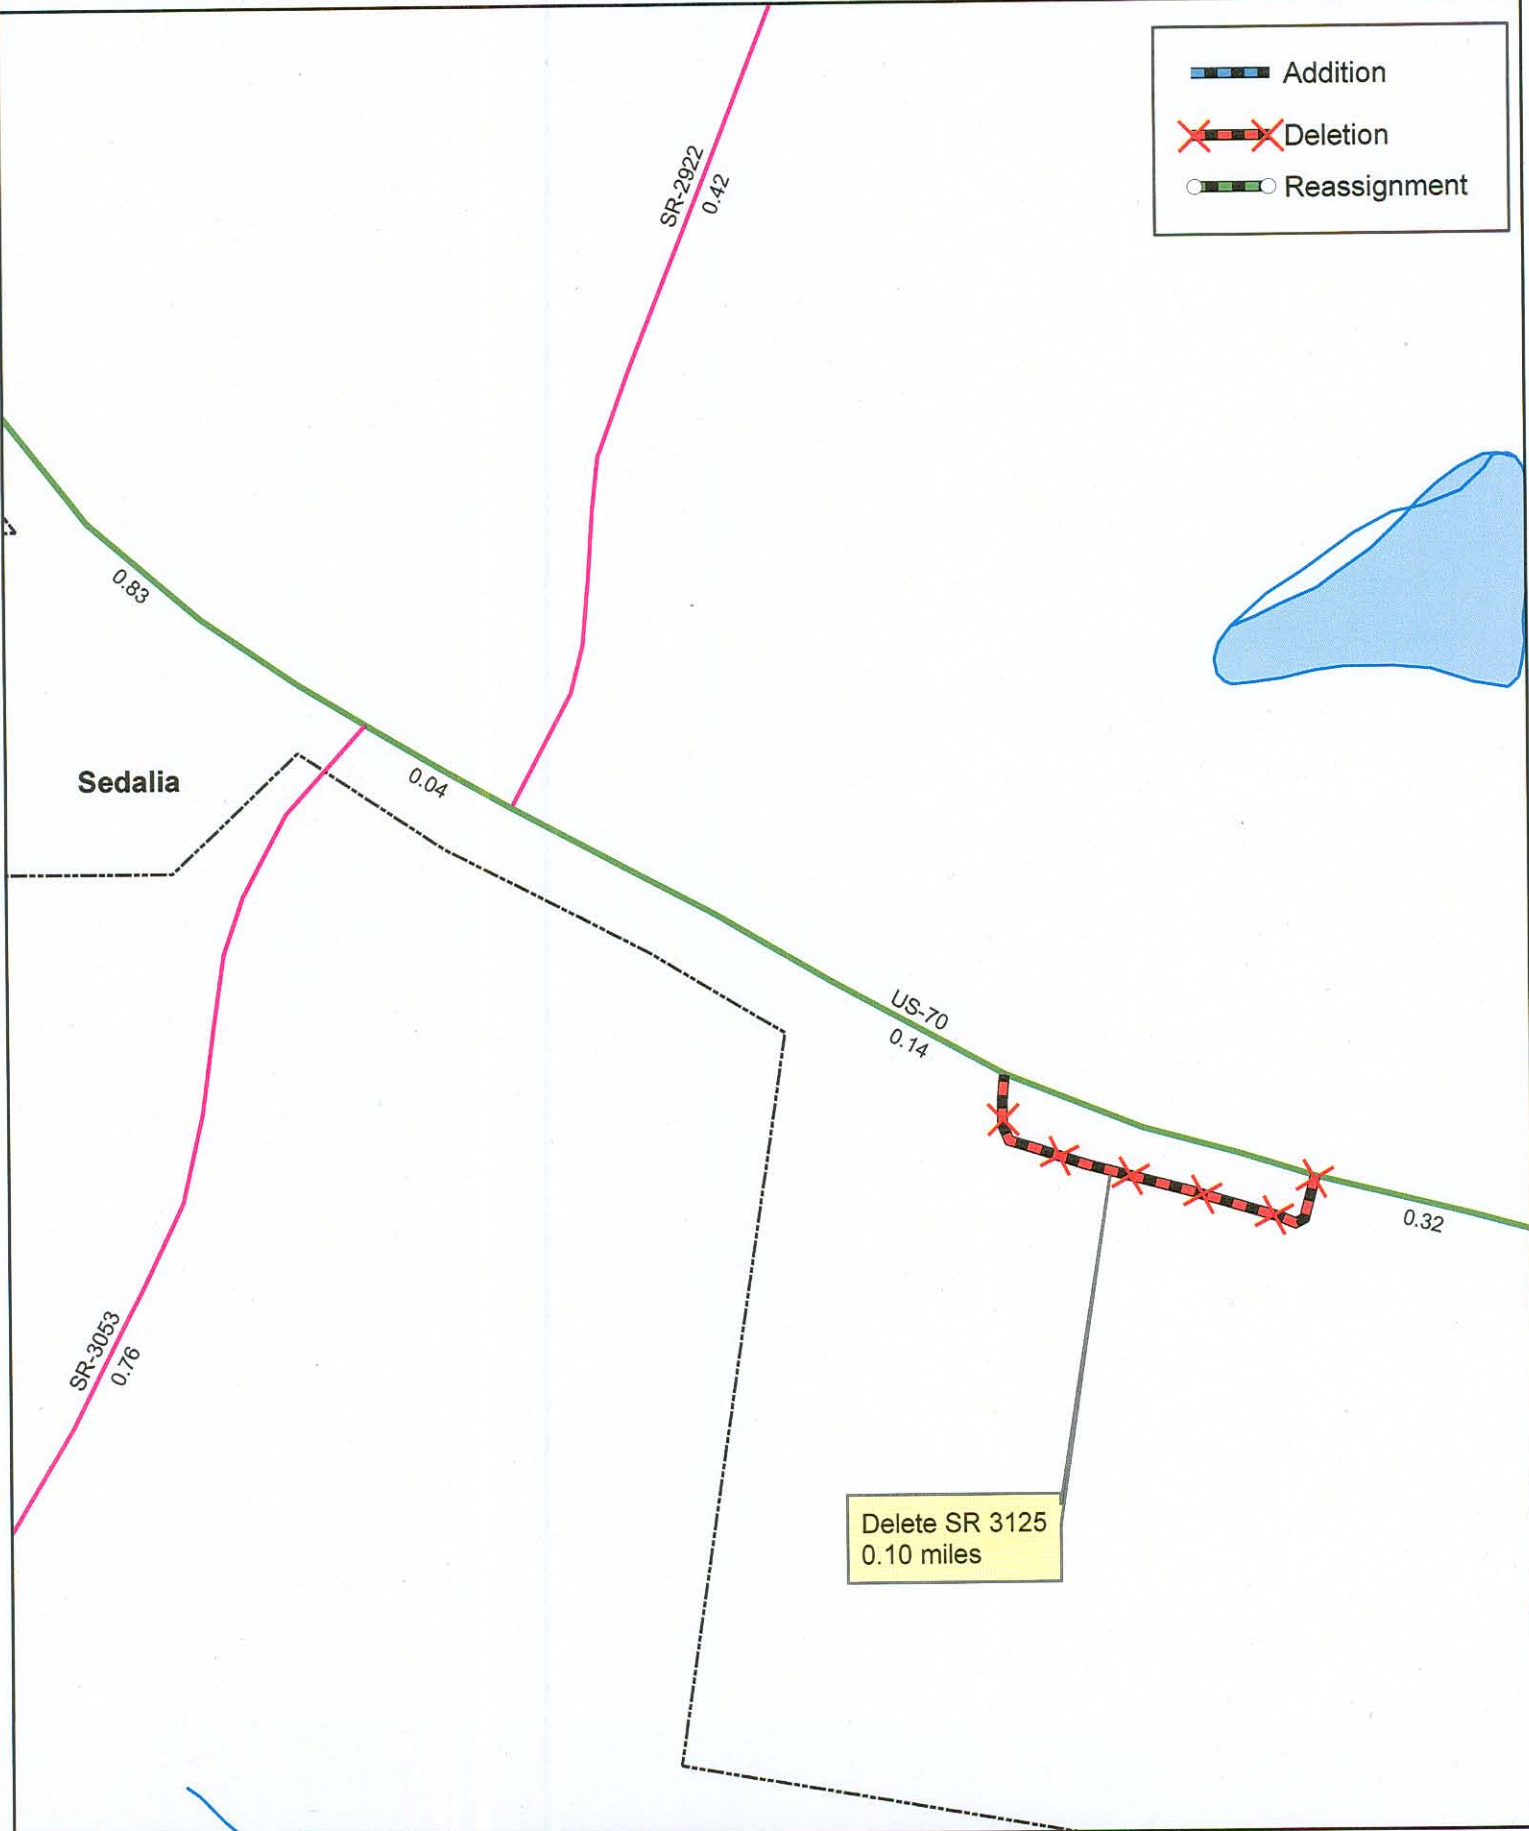 Addition
Deletion
Reassignment
SR-2922
0.42
0.83
Sedalia
0.04
US-70
0.14
0.32
SR-3053
0.76
Delete SR 3125
0.10 miles